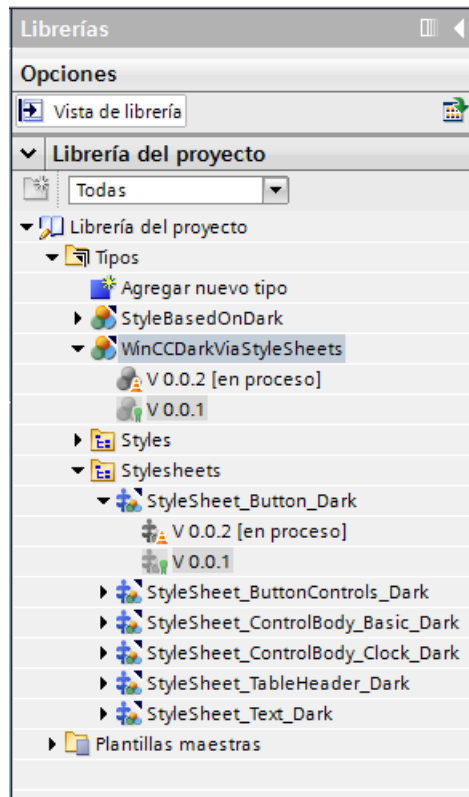 Librerías
Opciones
Vista de librería
Librería del proyecto
Todas
Librería del proyecto
Tipos
Agregar nuevo tipo
StyleBasedOnDark
WinCCDarkViaStyleSheets
V 0.0.2 [en proceso]
V 0.0.1
Styles
Stylesheets
StyleSheet_Button_Dark
V 0.0.2 [en proceso]
V 0.0.1
StyleSheet_ButtonControls_Dark
StyleSheet_ControlBody_Basic_Dark
StyleSheet_ControlBody_Clock_Dark
StyleSheet_TableHeader_Dark
StyleSheet_Text_Dark
Plantillas maestras